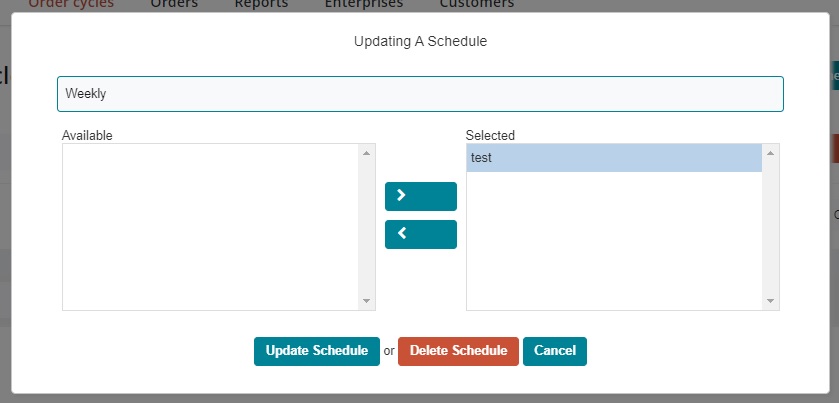 Order cycles Orders Reports Enterprises Customers
Updating A Schedule
Weekly
Available Selected
test
Update Schedule or Delete Schedule Cancel